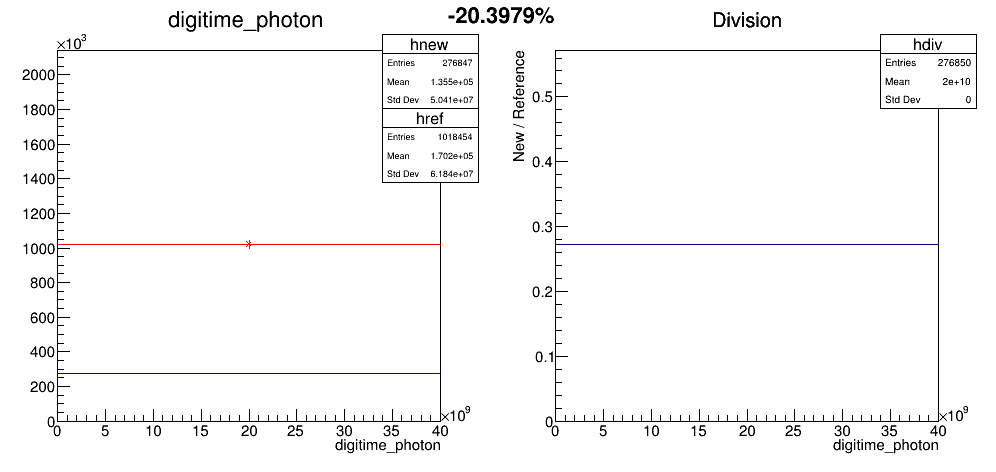 -20.3979%
digitime_photon
×10³
hnew
Entries 276847
Mean 1.355e+05
Std Dev 5.041e+07
href
Entries 1018454
Mean 1.702e+05
Std Dev 6.184e+07
2000
1800
1600
1400
1200
1000
800
600
400
200
0
0 5 10 15 20 25 30 35 40
×10⁹
digitime_photon
Division
hdiv
Entries 276850
Mean 2e+10
Std Dev 0
New / Reference
0.5
0.4
0.3
0.2
0.1
0
0 5 10 15 20 25 30 35 40
×10⁹
digitime_photon